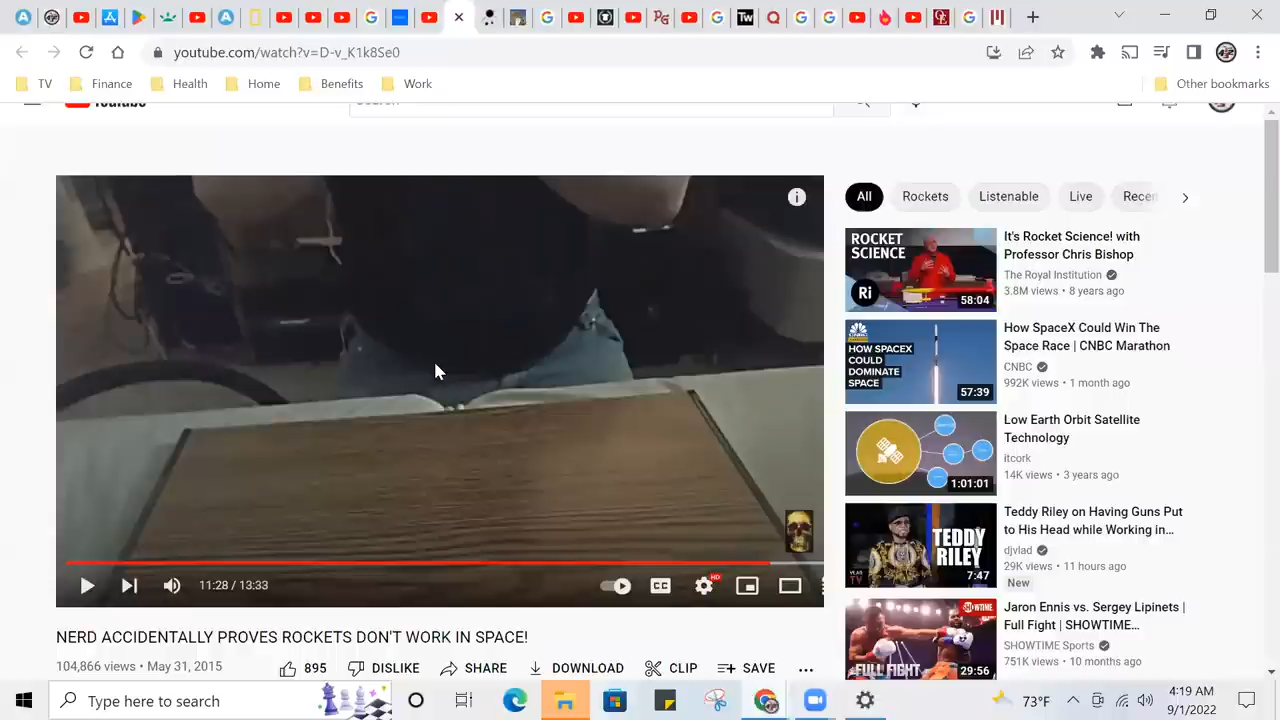 youtube.com/watch?v=D-v_K1k8Se0
TV Finance Health Home Benefits Work Other bookmarks
All Rockets Listenable Live
ROCKET
SCIENCE
Ri
58:04
It's Rocket Science! with
Professor Chris Bishop
The Royal Institution
3.8M views • 8 years ago
HOW SPACEX
COULD
DOMINATE
SPACE
57:39
How SpaceX Could Win The
Space Race | CNBC Marathon
CNBC
992K views • 1 month ago
1:01:01
Low Earth Orbit Satellite
Technology
itcork
14K views • 3 years ago
TEDDY
RILEY
7:47
Teddy Riley on Having Guns Put
to His Head while Working in...
djvlad
29K views • 11 hours ago
New
SHOWTIME
FULL FIGHT
29:56
Jaron Ennis vs. Sergey Lipinets |
Full Fight | SHOWTIME...
SHOWTIME Sports
751K views • 10 months ago
11:28 / 13:33
CC
HD
NERD ACCIDENTALLY PROVES ROCKETS DON'T WORK IN SPACE!
104,866 views • May 31, 2015
895 DISLIKE SHARE DOWNLOAD CLIP SAVE
Type here to search
73°F
4:19 AM
9/1/2022